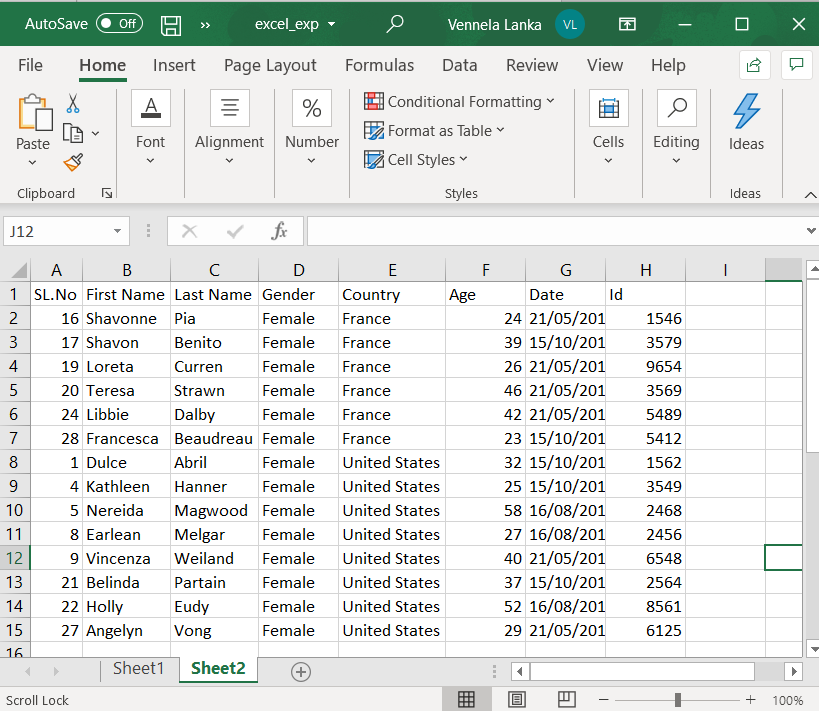 AutoSave Off » excel_exp Vennela Lanka VL
File Home Insert Page Layout Formulas Data Review View Help
Paste
Clipboard
A
Font
Alignment
%
Number
Conditional Formatting
Format as Table
Cell Styles
Styles
Cells
Editing
Ideas
Ideas
J12 fx
A B C D E F G H I
1 SL.No First Name Last Name Gender Country Age Date Id
2 16 Shavonne Pia Female France 24 21/05/201 1546
3 17 Shavon Benito Female France 39 15/10/201 3579
4 19 Loreta Curren Female France 26 21/05/201 9654
5 20 Teresa Strawn Female France 46 21/05/201 3569
6 24 Libbie Dalby Female France 42 21/05/201 5489
7 28 Francesca Beaudreau Female France 23 15/10/201 5412
8 1 Dulce Abril Female United States 32 15/10/201 1562
9 4 Kathleen Hanner Female United States 25 15/10/201 3549
10 5 Nereida Magwood Female United States 58 16/08/201 2468
11 8 Earlean Melgar Female United States 27 16/08/201 2456
12 9 Vincenza Weiland Female United States 40 21/05/201 6548
13 21 Belinda Partain Female United States 37 15/10/201 2564
14 22 Holly Eudy Female United States 52 16/08/201 8561
15 27 Angelyn Vong Female United States 29 21/05/201 6125
16
Sheet1 Sheet2
Scroll Lock 100%